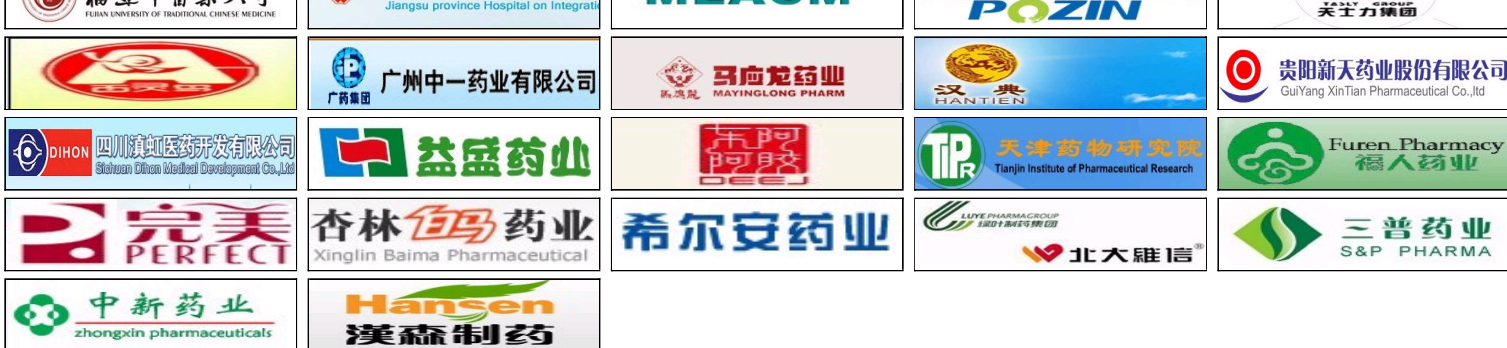 FUJIAN UNIVERSITY OF TRADITIONAL CHINESE MEDICINE
Jiangsu province Hospital on Integrati
POZIN
TASLY GROUP
天士力集团
广药集团
广州中一药业有限公司
马应龙药业
MAYINGLONG PHARM
汉典
HANTIEN
贵阳新天药业股份有限公司
GuiYang XinTian Pharmaceutical Co.,ltd
DIHON
四川滇虹医药开发有限公司
Sichuan Dihon Medical Development Co.,Ltd
益盛药业
东阿
阿胶
DEEJ
TIPR
天津药物研究院
Tianjin Institute of Pharmaceutical Research
Furen Pharmacy
福人药业
完美
PERFECT
杏林白马药业
Xinglin Baima Pharmaceutical
希尔安药业
LUYE PHARMAGROUP
绿叶制药集团
北大维信®
三普药业
S&P PHARMA
中新药业
zhongxin pharmaceuticals
Hansen
漢森制药